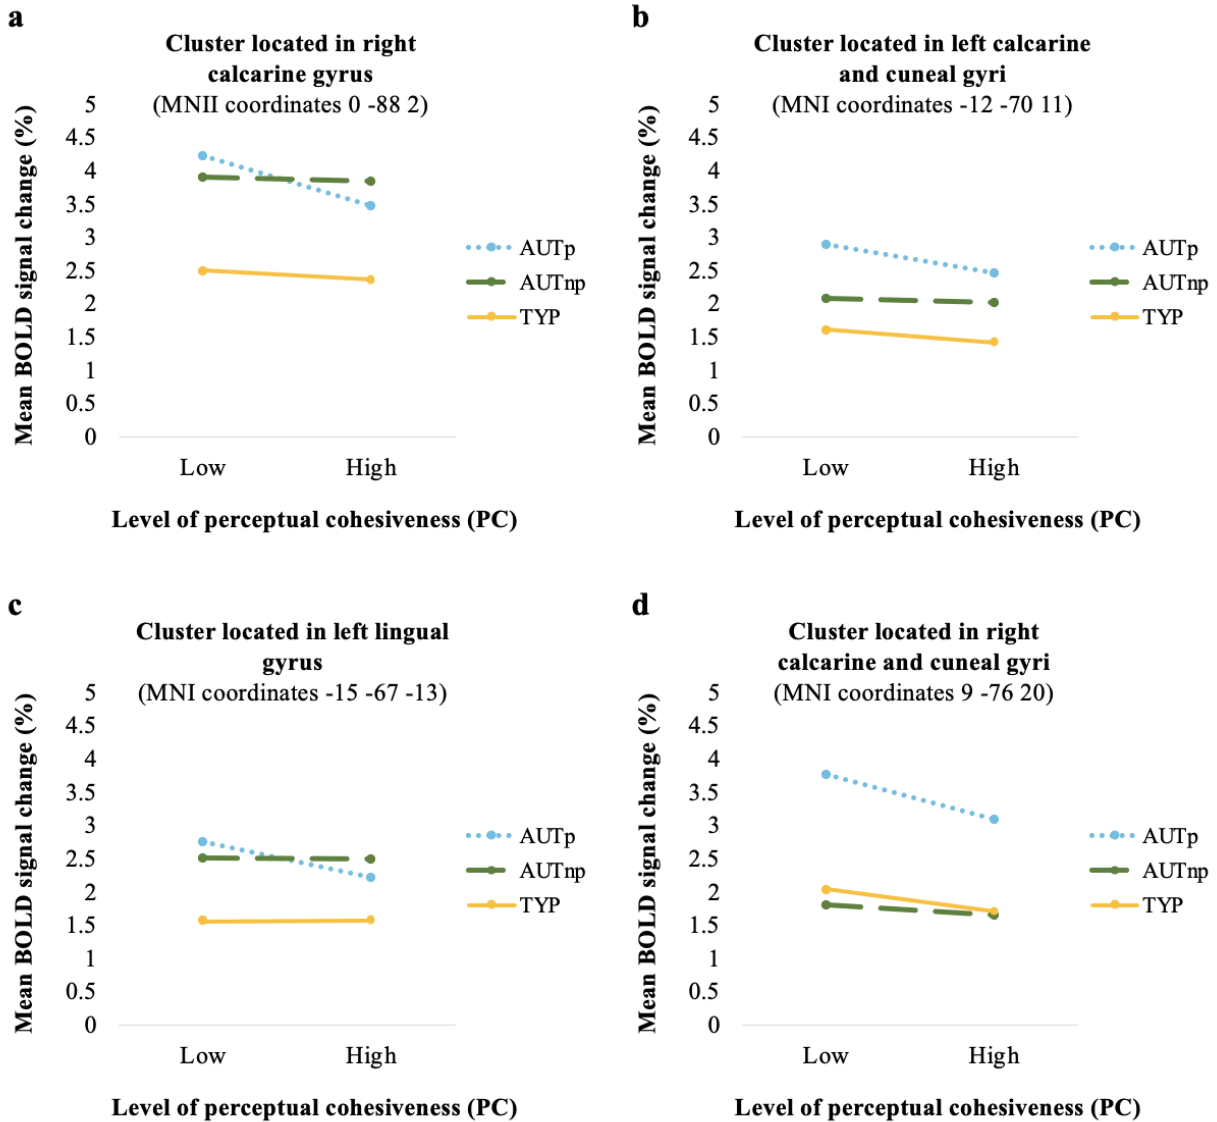 a
Cluster located in right
calcarine gyrus
(MNII coordinates 0 -88 2)
Mean BOLD signal change (%)
5
4.5
4
3.5
3
2.5
2
1.5
1
0.5
0
Low High
Level of perceptual cohesiveness (PC)
AUTp
AUTnp
TYP
b
Cluster located in left calcarine
and cuneal gyri
(MNI coordinates -12 -70 11)
Mean BOLD signal change (%)
5
4.5
4
3.5
3
2.5
2
1.5
1
0.5
0
Low High
Level of perceptual cohesiveness (PC)
AUTp
AUTnp
TYP
c
Cluster located in left lingual
gyrus
(MNI coordinates -15 -67 -13)
Mean BOLD signal change (%)
5
4.5
4
3.5
3
2.5
2
1.5
1
0.5
0
Low High
Level of perceptual cohesiveness (PC)
AUTp
AUTnp
TYP
d
Cluster located in right
calcarine and cuneal gyri
(MNI coordinates 9 -76 20)
Mean BOLD signal change (%)
5
4.5
4
3.5
3
2.5
2
1.5
1
0.5
0
Low High
Level of perceptual cohesiveness (PC)
AUTp
AUTnp
TYP